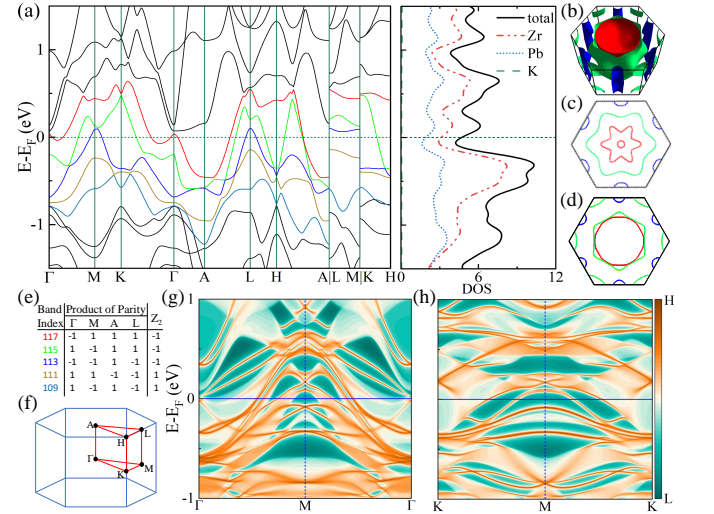 (a)
1
0
-1
E-E_F (eV)
Γ M K Γ A L H A|L M|K H
total
Zr
Pb
K
0 6 12
DOS
(b)
(c)
(d)
(e)
Band Index Product of Parity Z2
Γ M A L
117 -1 1 1 1 -1
115 1 -1 1 1 -1
113 1 -1 1 1 -1
111 1 1 -1 1 -1
109 1 -1 -1 -1 -1
(f)
A
L
H
Γ
M
K
(g)
1
0
-1
E-E_F (eV)
Γ M Γ
(h)
K M K
H
L